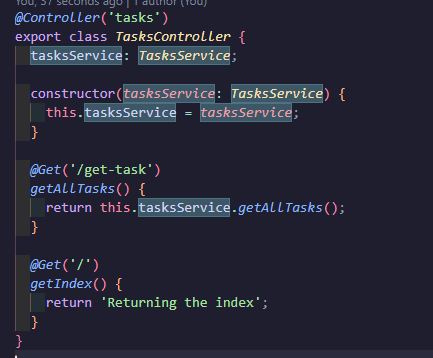 You, 37 seconds ago | 1 author (You)
@Controller('tasks')
export class TasksController {
  tasksService: TasksService;

  constructor(tasksService: TasksService) {
    this.tasksService = tasksService;
  }

  @Get('/get-task')
  getAllTasks() {
    return this.tasksService.getAllTasks();
  }

  @Get('/')
  getIndex() {
    return 'Returning the index';
  }
}